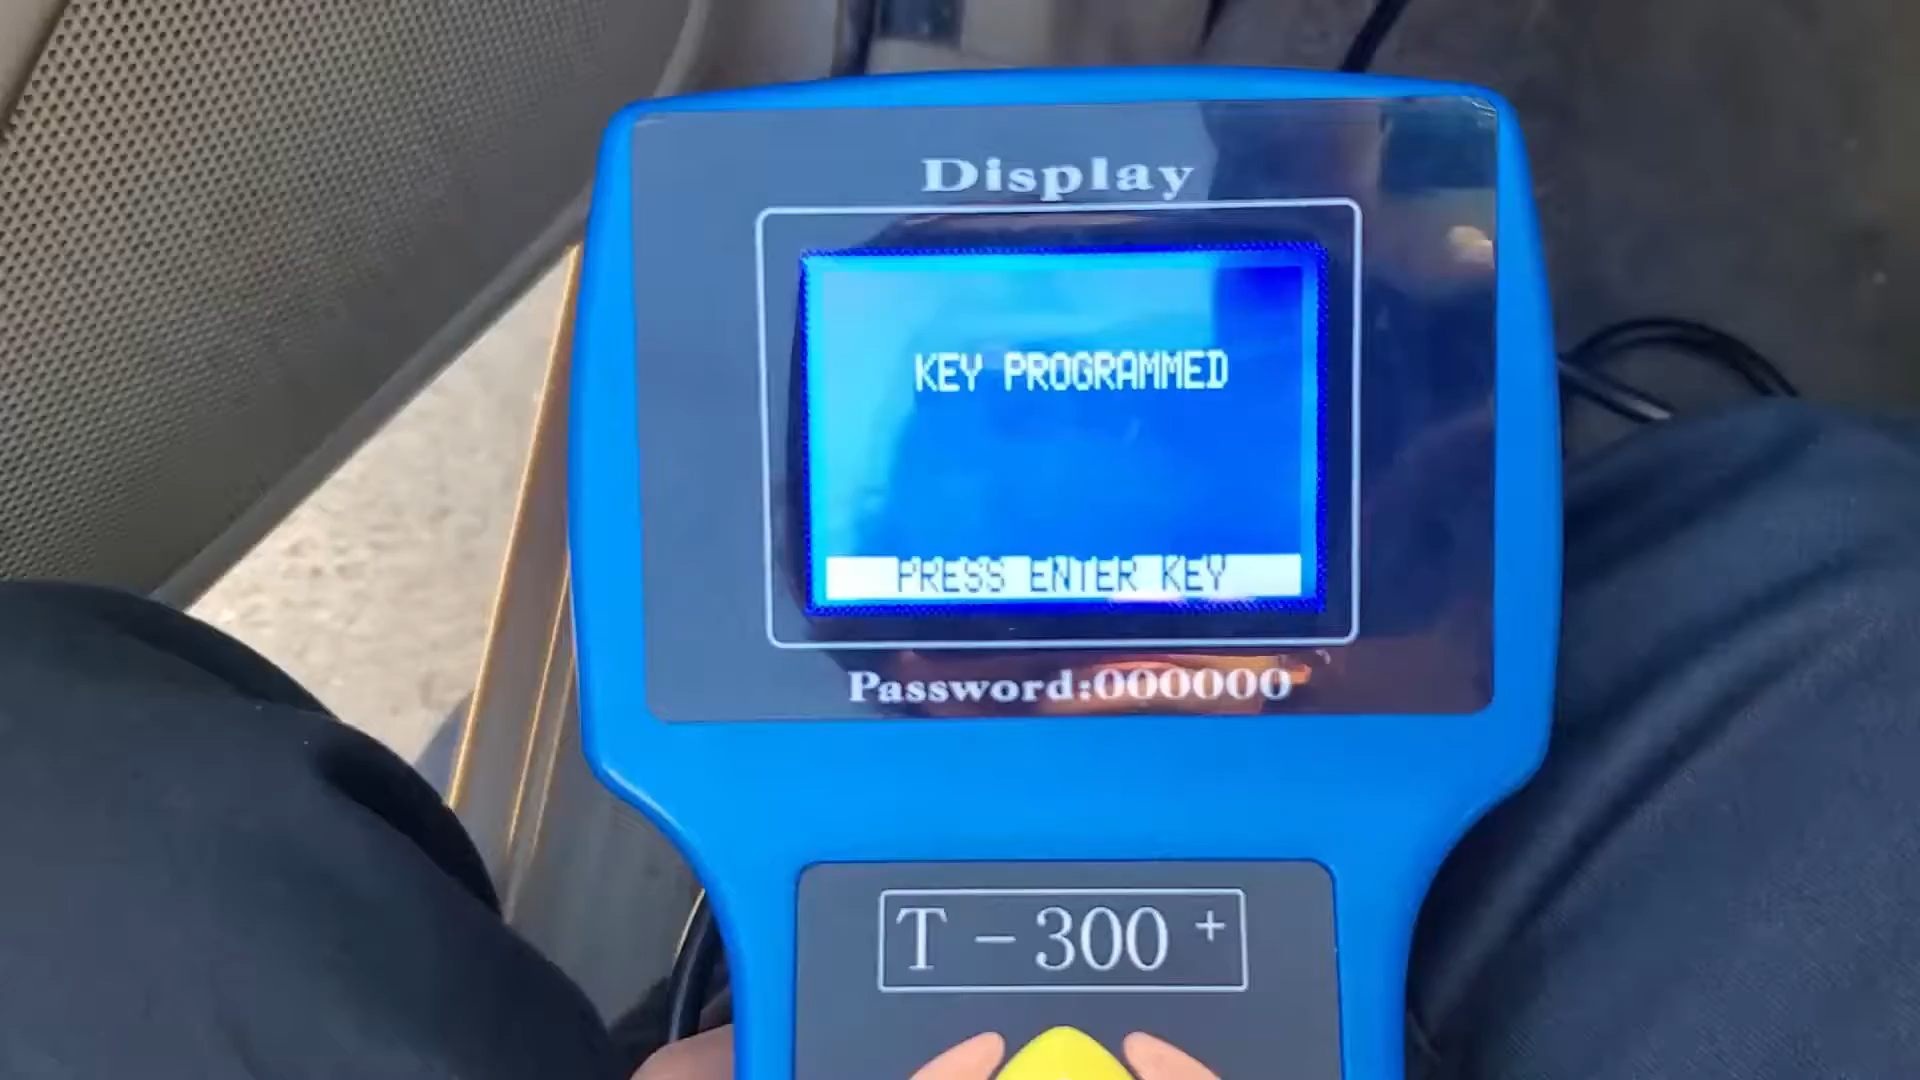 Display
KEY PROGRAMMED
PRESS ENTER KEY
Password:000000
T-300+